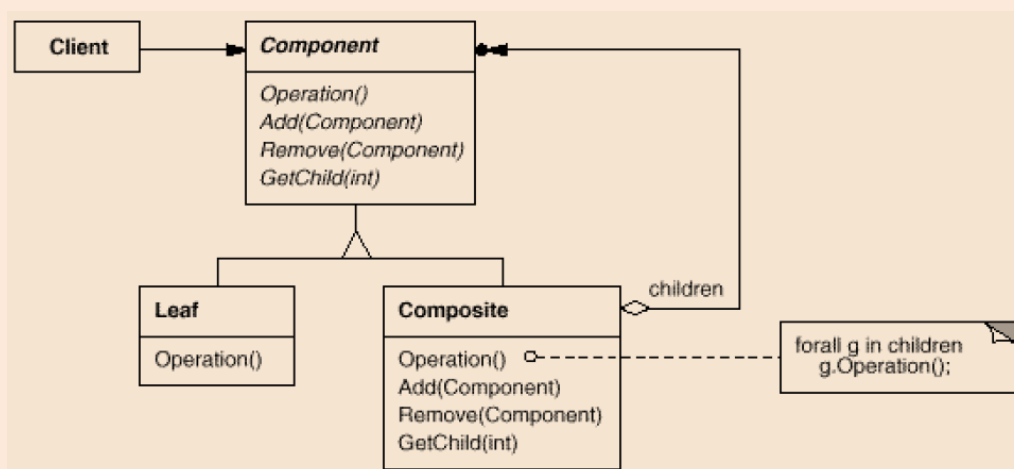 Client
Component
Operation()
Add(Component)
Remove(Component)
GetChild(int)
Leaf
Operation()
Composite
Operation()
Add(Component)
Remove(Component)
GetChild(int)
children
forall g in children
g.Operation();